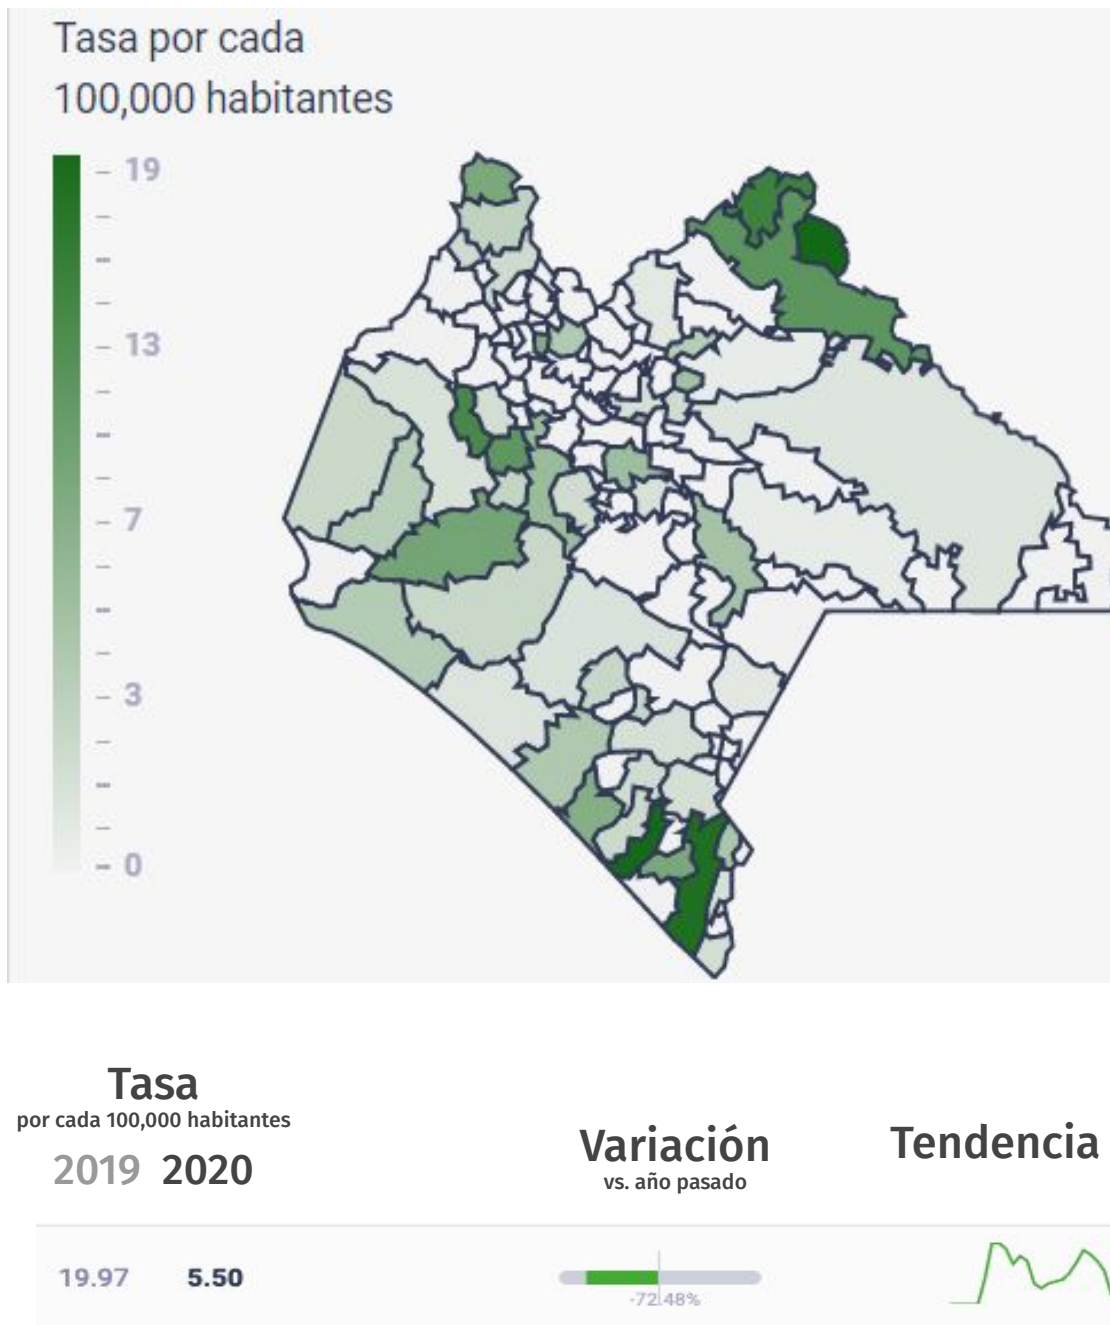 Tasa por cada
100,000 habitantes
19
13
7
3
0
Tasa
por cada 100,000 habitantes
2019 2020
Variación
vs. año pasado
Tendencia
19.97 5.50
-72.48%